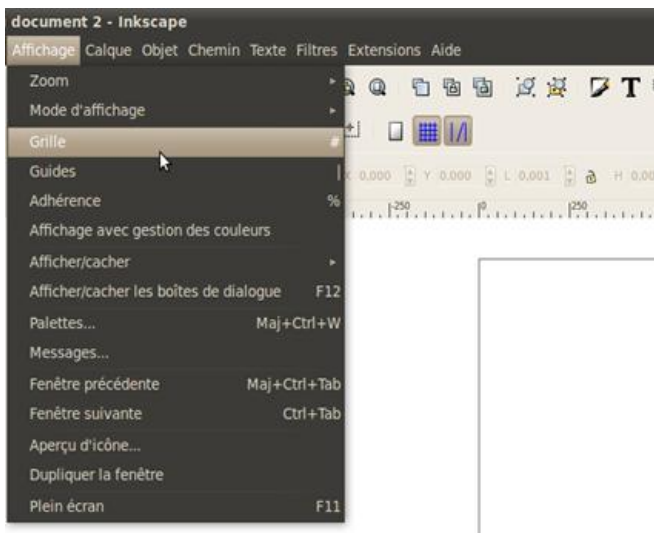 document 2 - Inkscape
Affichage Calque Objet Chemin Texte Filtres Extensions Aide
Zoom
Mode d'affichage
Grille #
Guides |
Adhérence %
Affichage avec gestion des couleurs
Afficher/cacher
Afficher/cacher les boîtes de dialogue F12
Palettes... Maj+Ctrl+W
Messages...
Fenêtre précédente Maj+Ctrl+Tab
Fenêtre suivante Ctrl+Tab
Aperçu d'icône...
Dupliquer la fenêtre
Plein écran F11
T
0,000 Y 0.000 L 0,001 H 0.00
-250 0 250